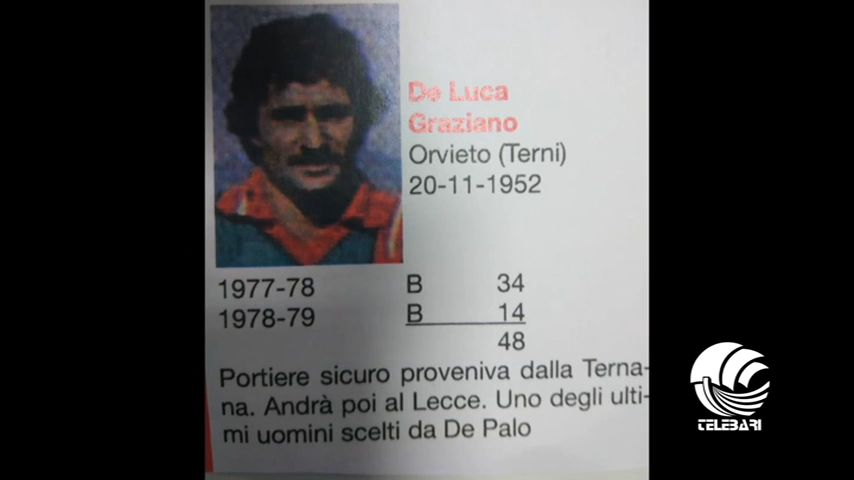 De Luca
Graziano
Orvieto (Terni)
20-11-1952
1977-78 B 34
1978-79 B 14
48
Portiere sicuro proveniva dalla Terna-
na. Andrà poi al Lecce. Uno degli ulti-
mi uomini scelti da De Palo
TELEBARI